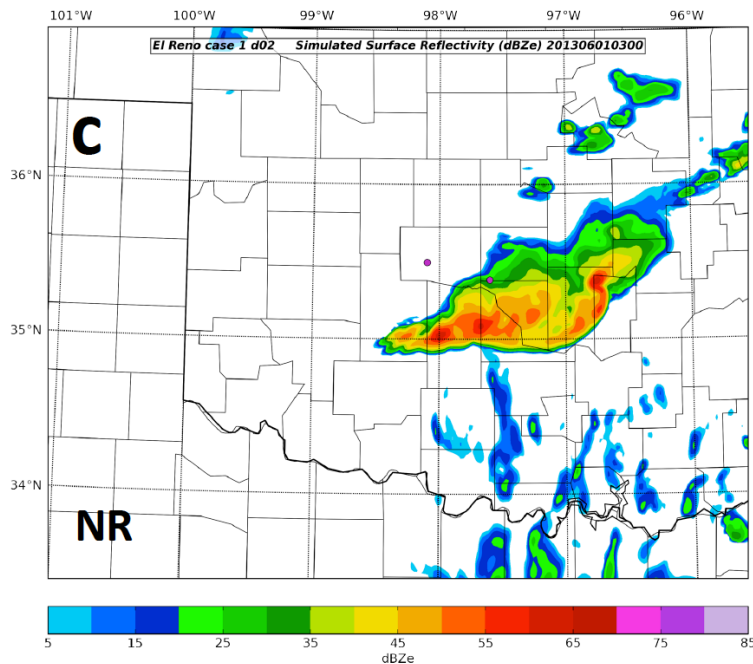 101°W 100°W 99°W 98°W 97°W 96°W
El Reno case 1 d02 Simulated Surface Reflectivity (dBZe) 201306010300
C
36°N
35°N
34°N
NR
5 15 25 35 45 55 65 75 85
dBZe